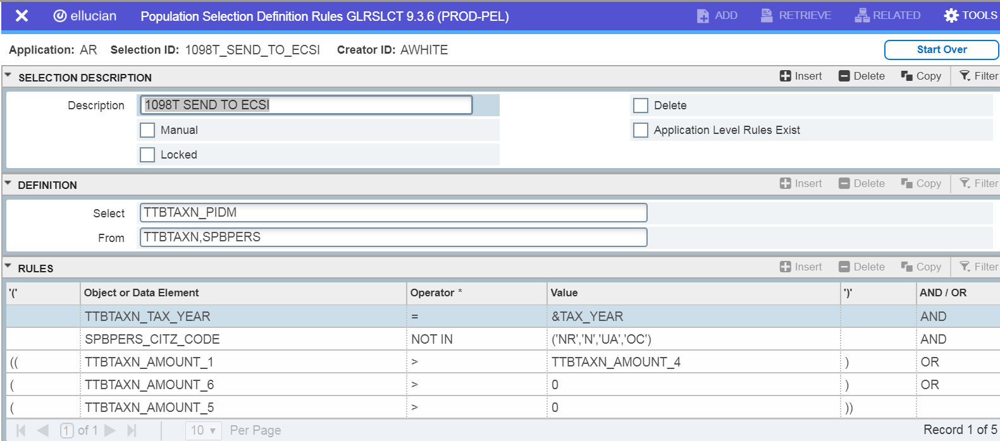 ellucian Population Selection Definition Rules GLRSLCT 9.3.6 (PROD-PEL) ADD RETRIEVE RELATED TOOLS
Application: AR Selection ID: 1098T_SEND_TO_ECSI Creator ID: AWHITE Start Over
SELECTION DESCRIPTION Insert Delete Copy Filter
Description 1098T SEND TO ECSI Delete
Manual Application Level Rules Exist
Locked
DEFINITION Insert Delete Copy Filter
Select TTBTAXN_PIDM
From TTBTAXN,SPBPERS
RULES Insert Delete Copy Filter
'(' Object or Data Element Operator * Value ')' AND / OR
TTBTAXN_TAX_YEAR = &TAX_YEAR AND
SPBPERS_CITZ_CODE NOT IN ('NR','N','UA','OC') AND
(( TTBTAXN_AMOUNT_1 > TTBTAXN_AMOUNT_4 ) OR
( TTBTAXN_AMOUNT_6 > 0 ) OR
( TTBTAXN_AMOUNT_5 > 0 ))
1 of 1 10 Per Page Record 1 of 5